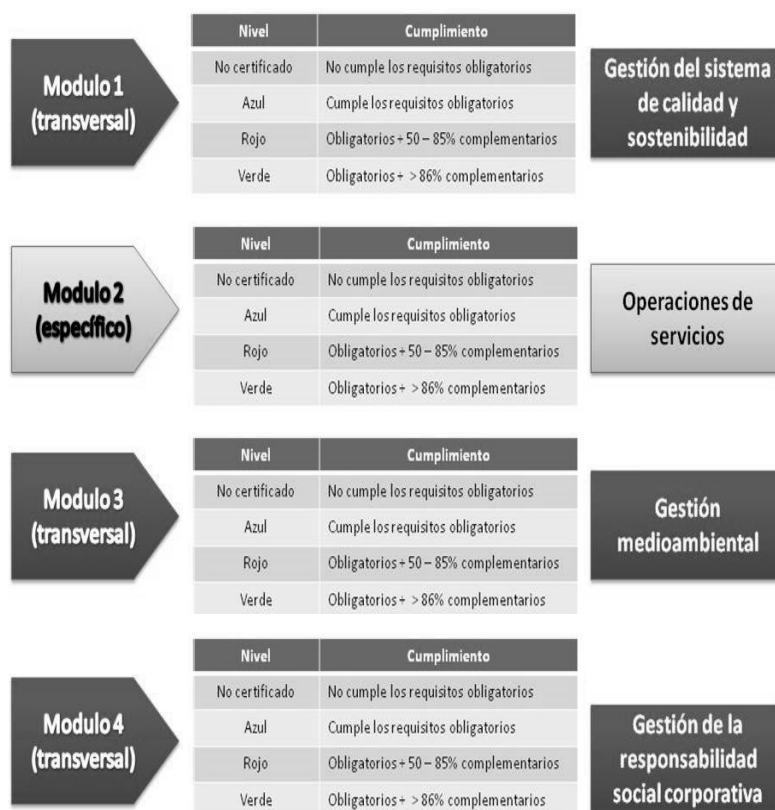 Modulo 1
(transversal)
Nivel Cumplimiento
No certificado No cumple los requisitos obligatorios
Azul Cumple los requisitos obligatorios
Rojo Obligatorios + 50 – 85% complementarios
Verde Obligatorios + > 86% complementarios
Gestión del sistema
de calidad y
sostenibilidad
Modulo 2
(específico)
Nivel Cumplimiento
No certificado No cumple los requisitos obligatorios
Azul Cumple los requisitos obligatorios
Rojo Obligatorios + 50 – 85% complementarios
Verde Obligatorios + > 86% complementarios
Operaciones de
servicios
Modulo 3
(transversal)
Nivel Cumplimiento
No certificado No cumple los requisitos obligatorios
Azul Cumple los requisitos obligatorios
Rojo Obligatorios + 50 – 85% complementarios
Verde Obligatorios + > 86% complementarios
Gestión
medioambiental
Modulo 4
(transversal)
Nivel Cumplimiento
No certificado No cumple los requisitos obligatorios
Azul Cumple los requisitos obligatorios
Rojo Obligatorios + 50 – 85% complementarios
Verde Obligatorios + > 86% complementarios
Gestión de la
responsabilidad
social corporativa